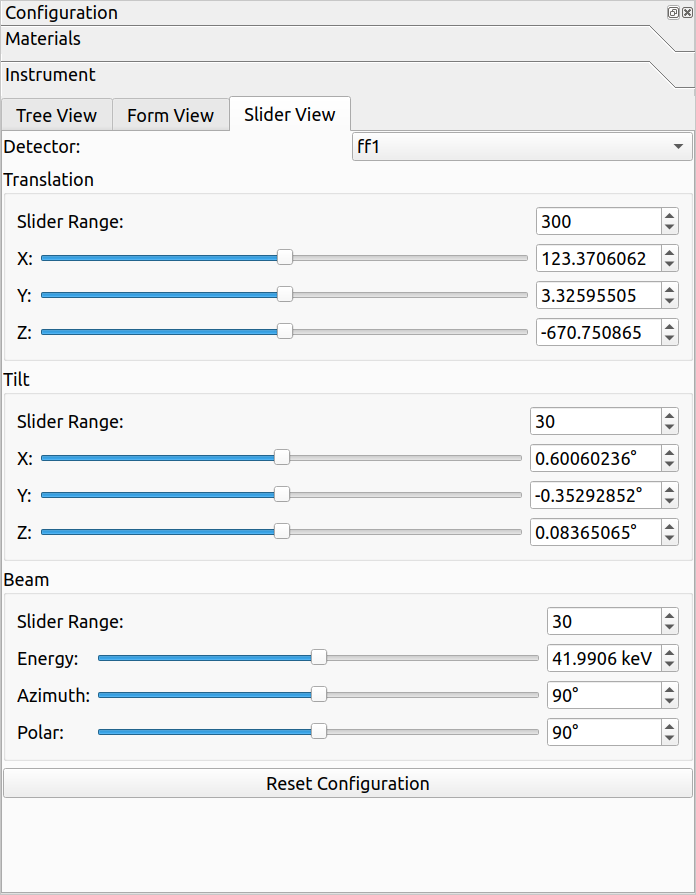 Configuration
Materials
Instrument
Tree View Form View Slider View
Detector: ff1
Translation
Slider Range: 300
X: 123.3706062
Y: 3.32595505
Z: -670.750865
Tilt
Slider Range: 30
X: 0.60060236°
Y: -0.35292852°
Z: 0.08365065°
Beam
Slider Range: 30
Energy: 41.9906 keV
Azimuth: 90°
Polar: 90°
Reset Configuration